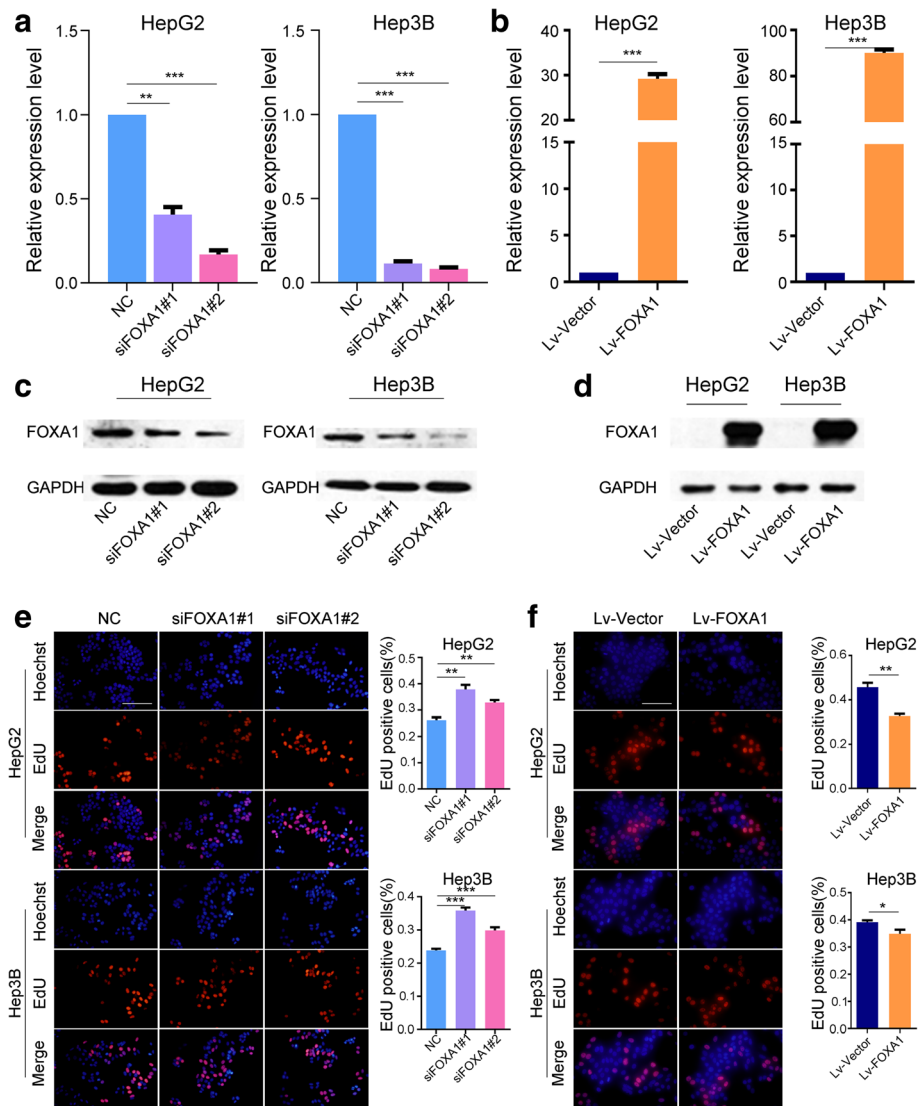 a
HepG2
Relative expression level
1.5
1.0
0.5
0.0
**
***
NC
siFOXA1#1
siFOXA1#2
Hep3B
Relative expression level
1.5
1.0
0.5
0.0
***
***
NC
siFOXA1#1
siFOXA1#2
b
HepG2
Relative expression level
40
30
20
15
10
5
0
***
Lv-Vector
Lv-FOXA1
Hep3B
Relative expression level
100
80
60
15
10
5
0
***
Lv-Vector
Lv-FOXA1
c
HepG2
FOXA1
GAPDH
NC
siFOXA1#1
siFOXA1#2
Hep3B
FOXA1
GAPDH
NC
siFOXA1#1
siFOXA1#2
d
HepG2 Hep3B
FOXA1
GAPDH
Lv-Vector
Lv-FOXA1
Lv-Vector
Lv-FOXA1
e
NC siFOXA1#1 siFOXA1#2
HepG2
Hoechst
EdU
Merge
Hep3B
Hoechst
EdU
Merge
HepG2
EdU positive cells(%)
0.6
0.5
0.4
0.3
0.2
0.1
0.0
**
**
NC
siFOXA1#1
siFOXA1#2
Hep3B
EdU positive cells(%)
0.4
0.3
0.2
0.1
0.0
***
***
NC
siFOXA1#1
siFOXA1#2
f
Lv-Vector Lv-FOXA1
HepG2
Hoechst
EdU
Merge
Hep3B
Hoechst
EdU
Merge
HepG2
EdU positive cells(%)
0.6
0.4
0.2
0.0
**
Lv-Vector
Lv-FOXA1
Hep3B
EdU positive cells(%)
0.5
0.4
0.3
0.2
0.1
0.0
*
Lv-Vector
Lv-FOXA1